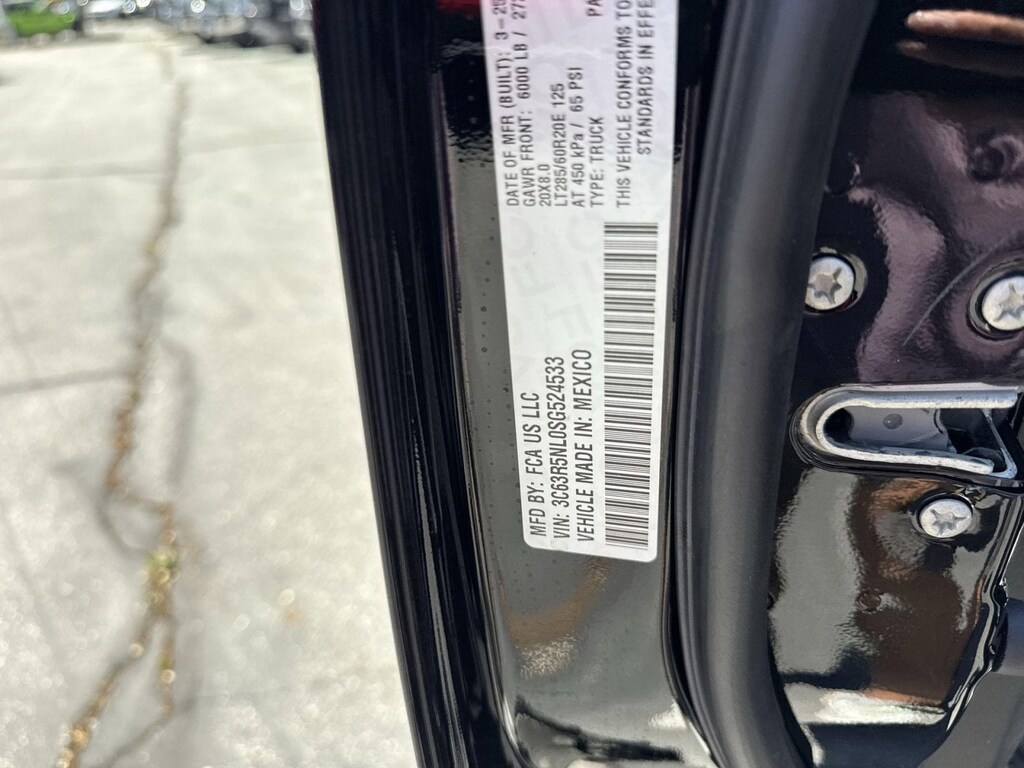 MFD BY: FCA US LLC
VIN: 3C63R5NL0SG524533
VEHICLE MADE IN: MEXICO
DATE OF MFR (BUILT): 3-25
GAWR FRONT: 6000 LB /
20X8.0
LT285/60R20E 125
AT 450 kPa / 65 PSI
TYPE: TRUCK
THIS VEHICLE CONFORMS TO
STANDARDS IN